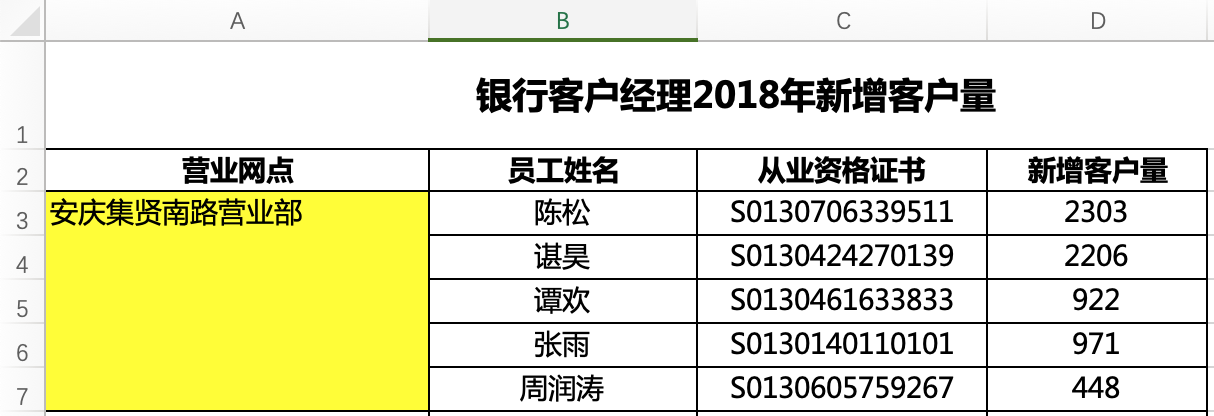 A B C D
1 银行客户经理2018年新增客户量
2 营业网点 员工姓名 从业资格证书 新增客户量
3 安庆集贤南路营业部 陈松 S0130706339511 2303
4 谌昊 S0130424270139 2206
5 谭欢 S0130461633833 922
6 张雨 S0130140110101 971
7 周润涛 S0130605759267 448